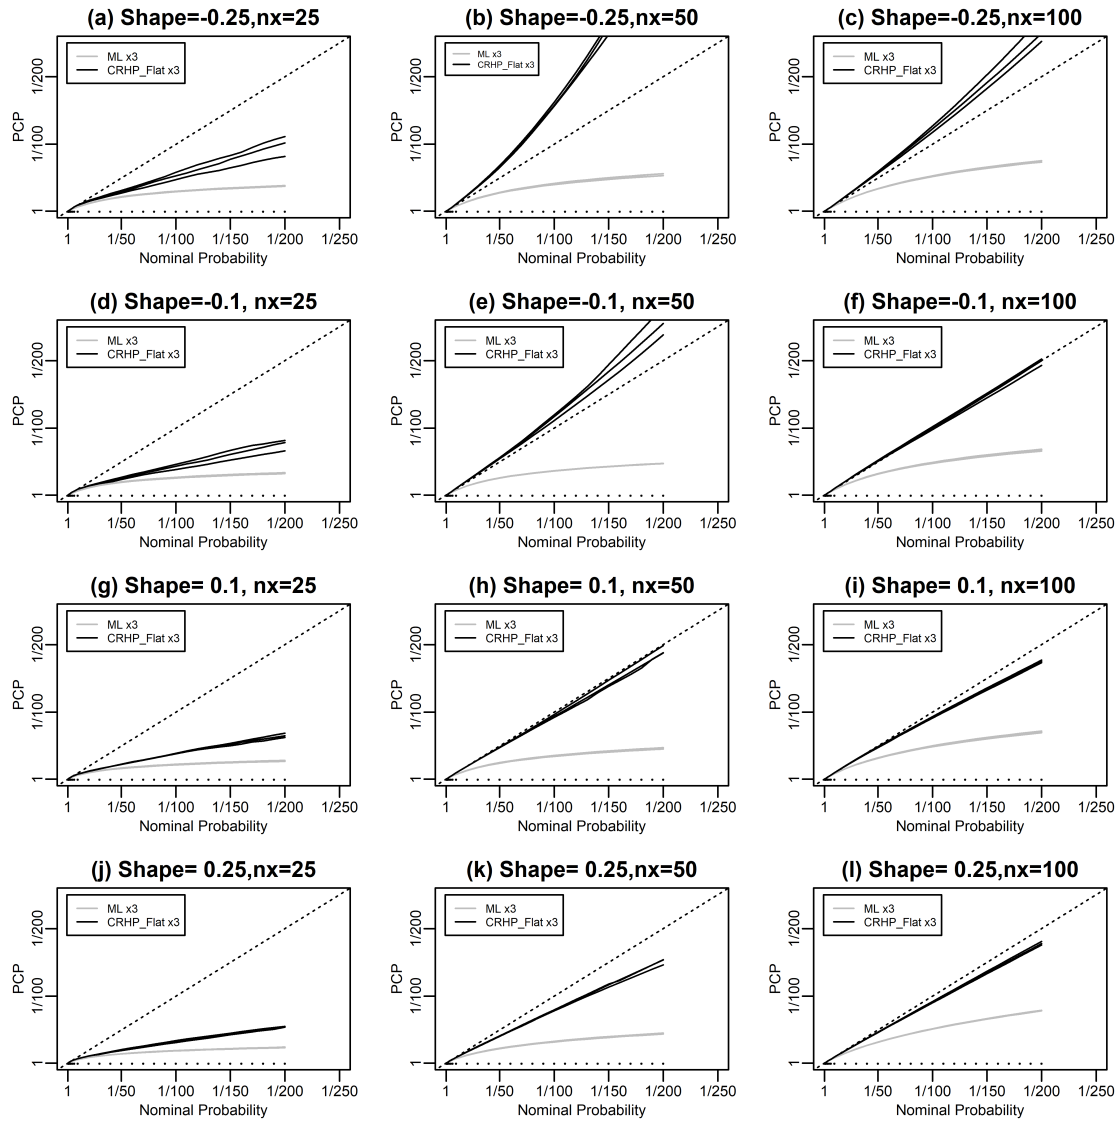 (a) Shape=-0.25,nx=25
ML x3
CRHP_Flat x3
PCP
1 1/100 1/200
1 1/50 1/100 1/150 1/200 1/250
Nominal Probability
(b) Shape=-0.25,nx=50
ML x3
CRHP_Flat x3
PCP
1 1/100 1/200
1 1/50 1/100 1/150 1/200 1/250
Nominal Probability
(c) Shape=-0.25,nx=100
ML x3
CRHP_Flat x3
PCP
1 1/100 1/200
1 1/50 1/100 1/150 1/200 1/250
Nominal Probability
(d) Shape=-0.1, nx=25
ML x3
CRHP_Flat x3
PCP
1 1/100 1/200
1 1/50 1/100 1/150 1/200 1/250
Nominal Probability
(e) Shape=-0.1, nx=50
ML x3
CRHP_Flat x3
PCP
1 1/100 1/200
1 1/50 1/100 1/150 1/200 1/250
Nominal Probability
(f) Shape=-0.1, nx=100
ML x3
CRHP_Flat x3
PCP
1 1/100 1/200
1 1/50 1/100 1/150 1/200 1/250
Nominal Probability
(g) Shape= 0.1, nx=25
ML x3
CRHP_Flat x3
PCP
1 1/100 1/200
1 1/50 1/100 1/150 1/200 1/250
Nominal Probability
(h) Shape= 0.1, nx=50
ML x3
CRHP_Flat x3
PCP
1 1/100 1/200
1 1/50 1/100 1/150 1/200 1/250
Nominal Probability
(i) Shape= 0.1, nx=100
ML x3
CRHP_Flat x3
PCP
1 1/100 1/200
1 1/50 1/100 1/150 1/200 1/250
Nominal Probability
(j) Shape= 0.25,nx=25
ML x3
CRHP_Flat x3
PCP
1 1/100 1/200
1 1/50 1/100 1/150 1/200 1/250
Nominal Probability
(k) Shape= 0.25,nx=50
ML x3
CRHP_Flat x3
PCP
1 1/100 1/200
1 1/50 1/100 1/150 1/200 1/250
Nominal Probability
(l) Shape= 0.25,nx=100
ML x3
CRHP_Flat x3
PCP
1 1/100 1/200
1 1/50 1/100 1/150 1/200 1/250
Nominal Probability